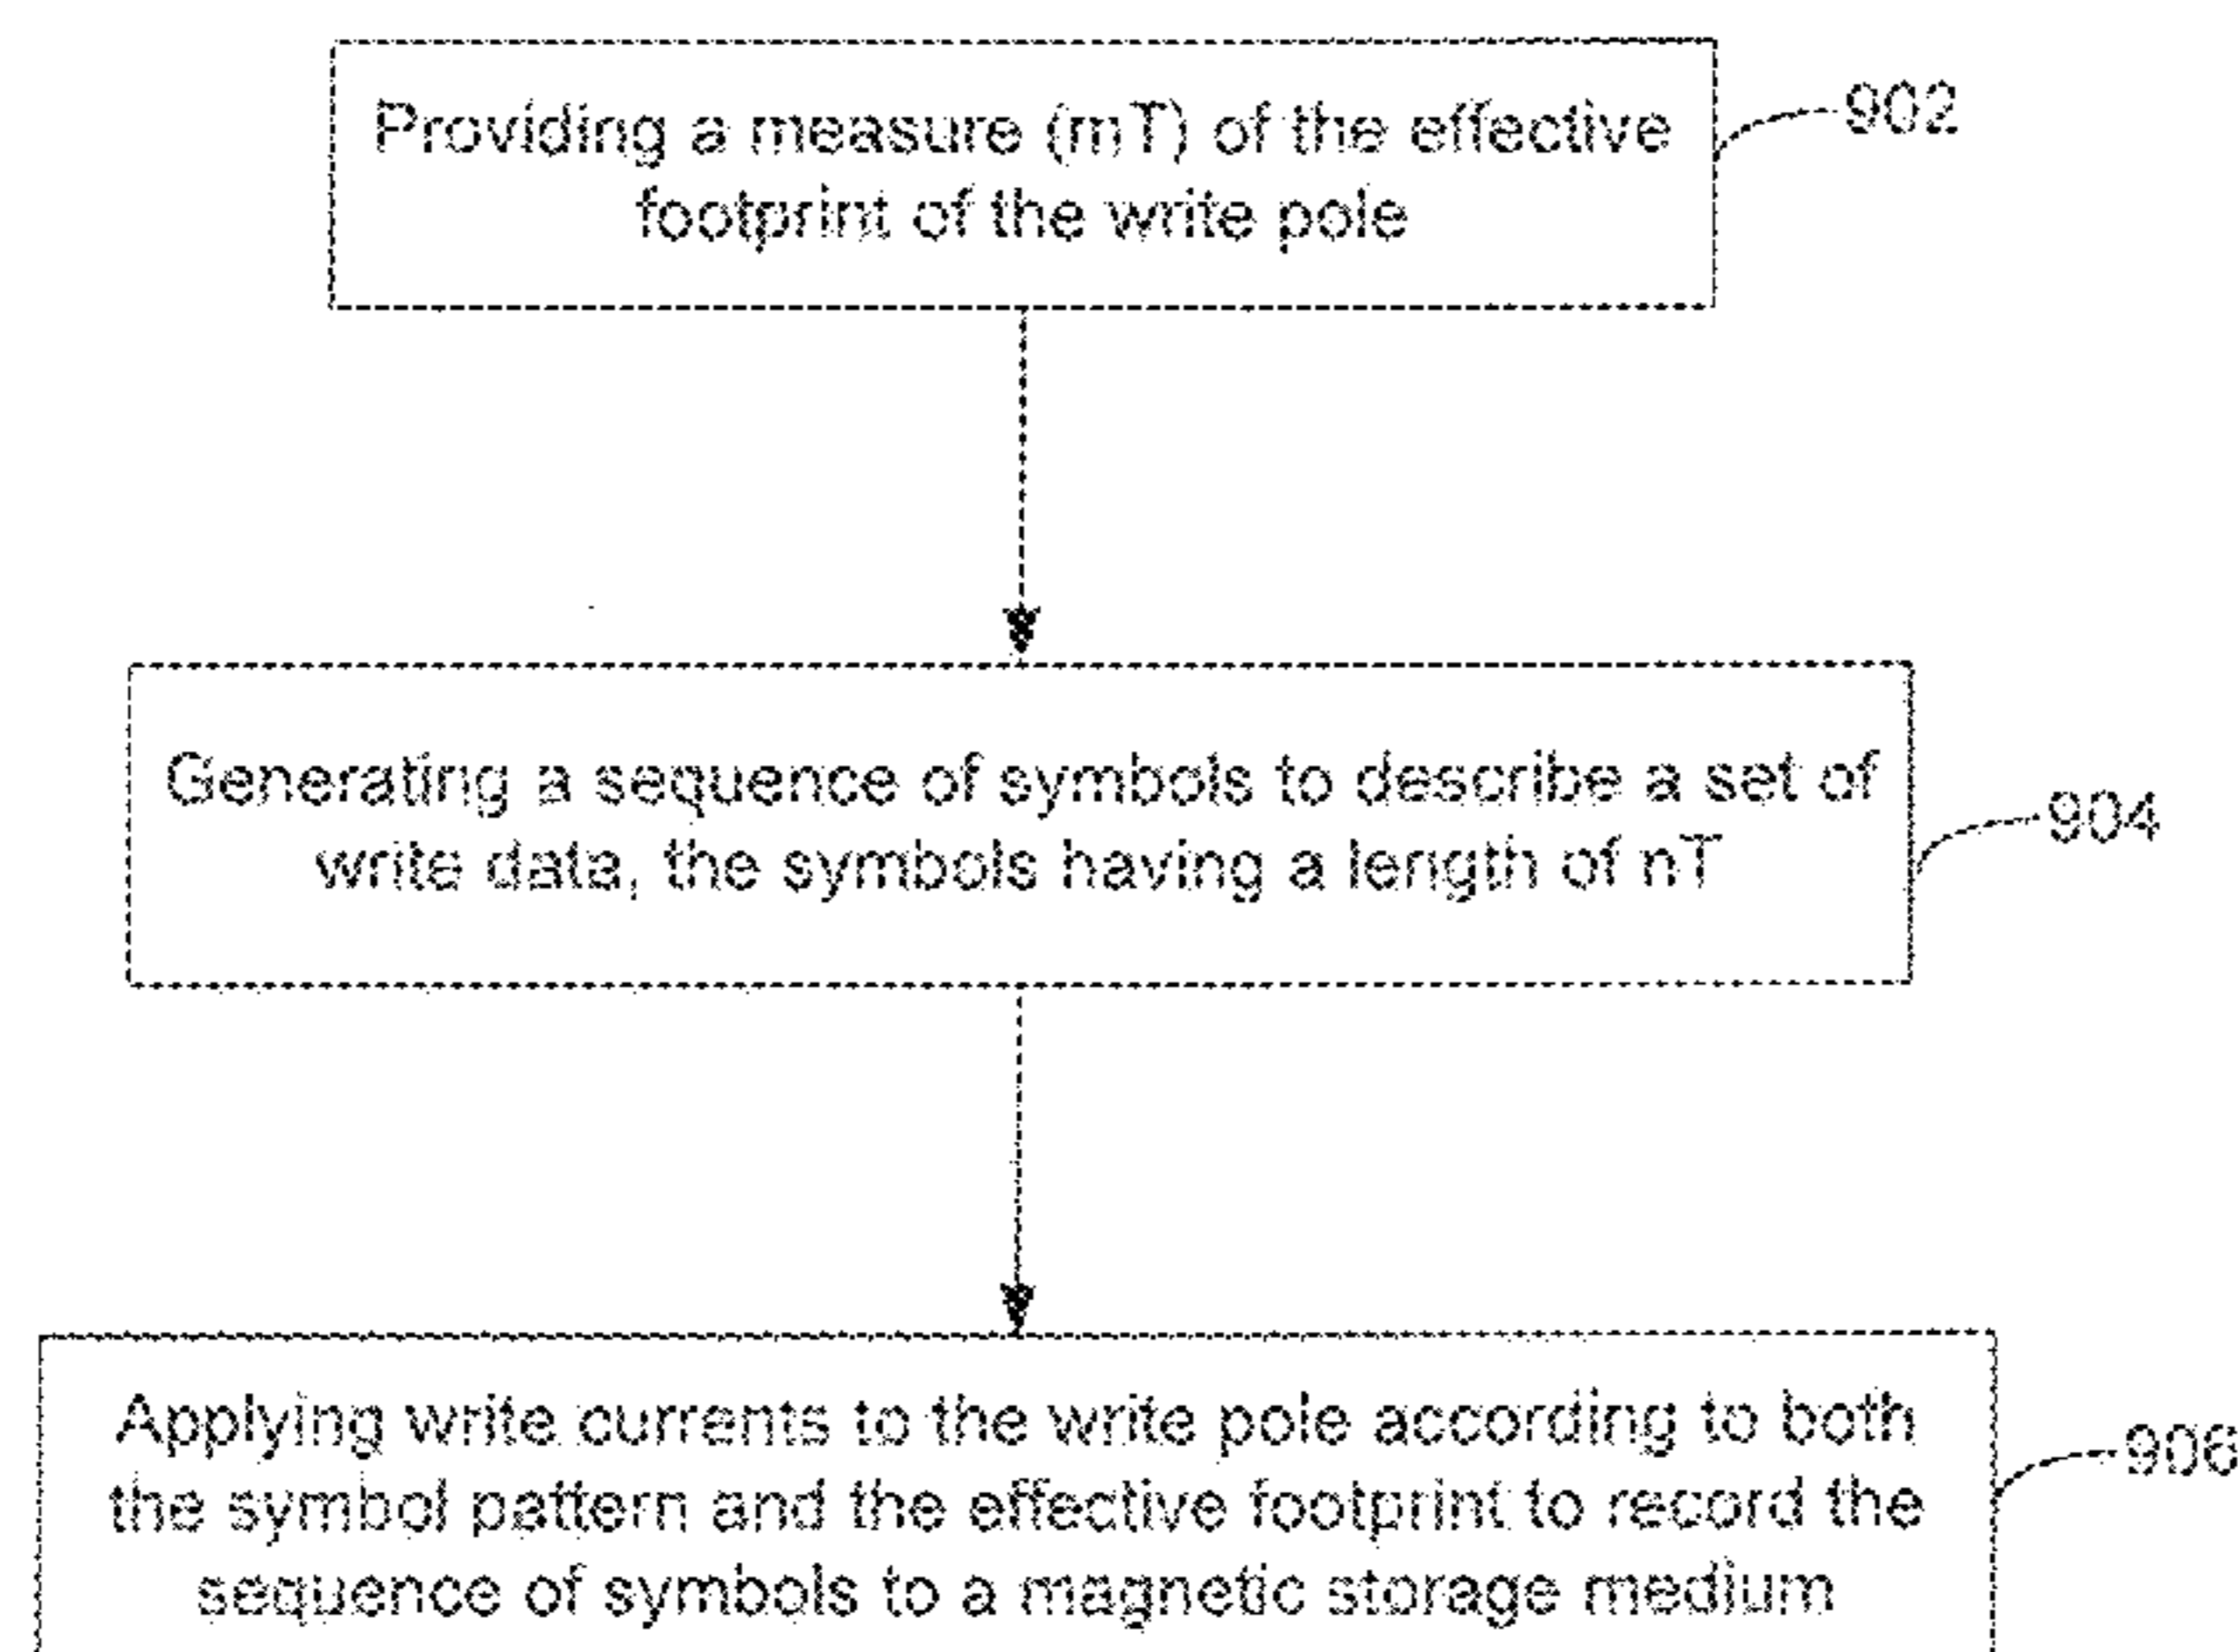 Providing a measure (mT) of the effective
footprint of the write pole
902
Generating a sequence of symbols to describe a set of
write data, the symbols having a length of nT
904
Applying write currents to the write pole according to both
the symbol pattern and the effective footprint to record the
sequence of symbols to a magnetic storage medium
906